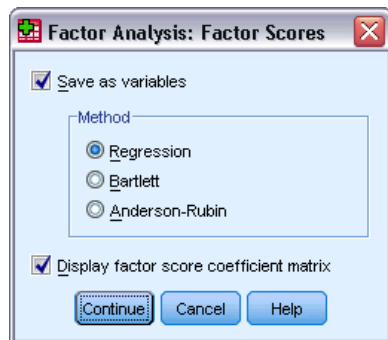 Factor Analysis: Factor Scores
Save as variables
Method
Regression
Bartlett
Anderson-Rubin
Display factor score coefficient matrix
Continue Cancel Help